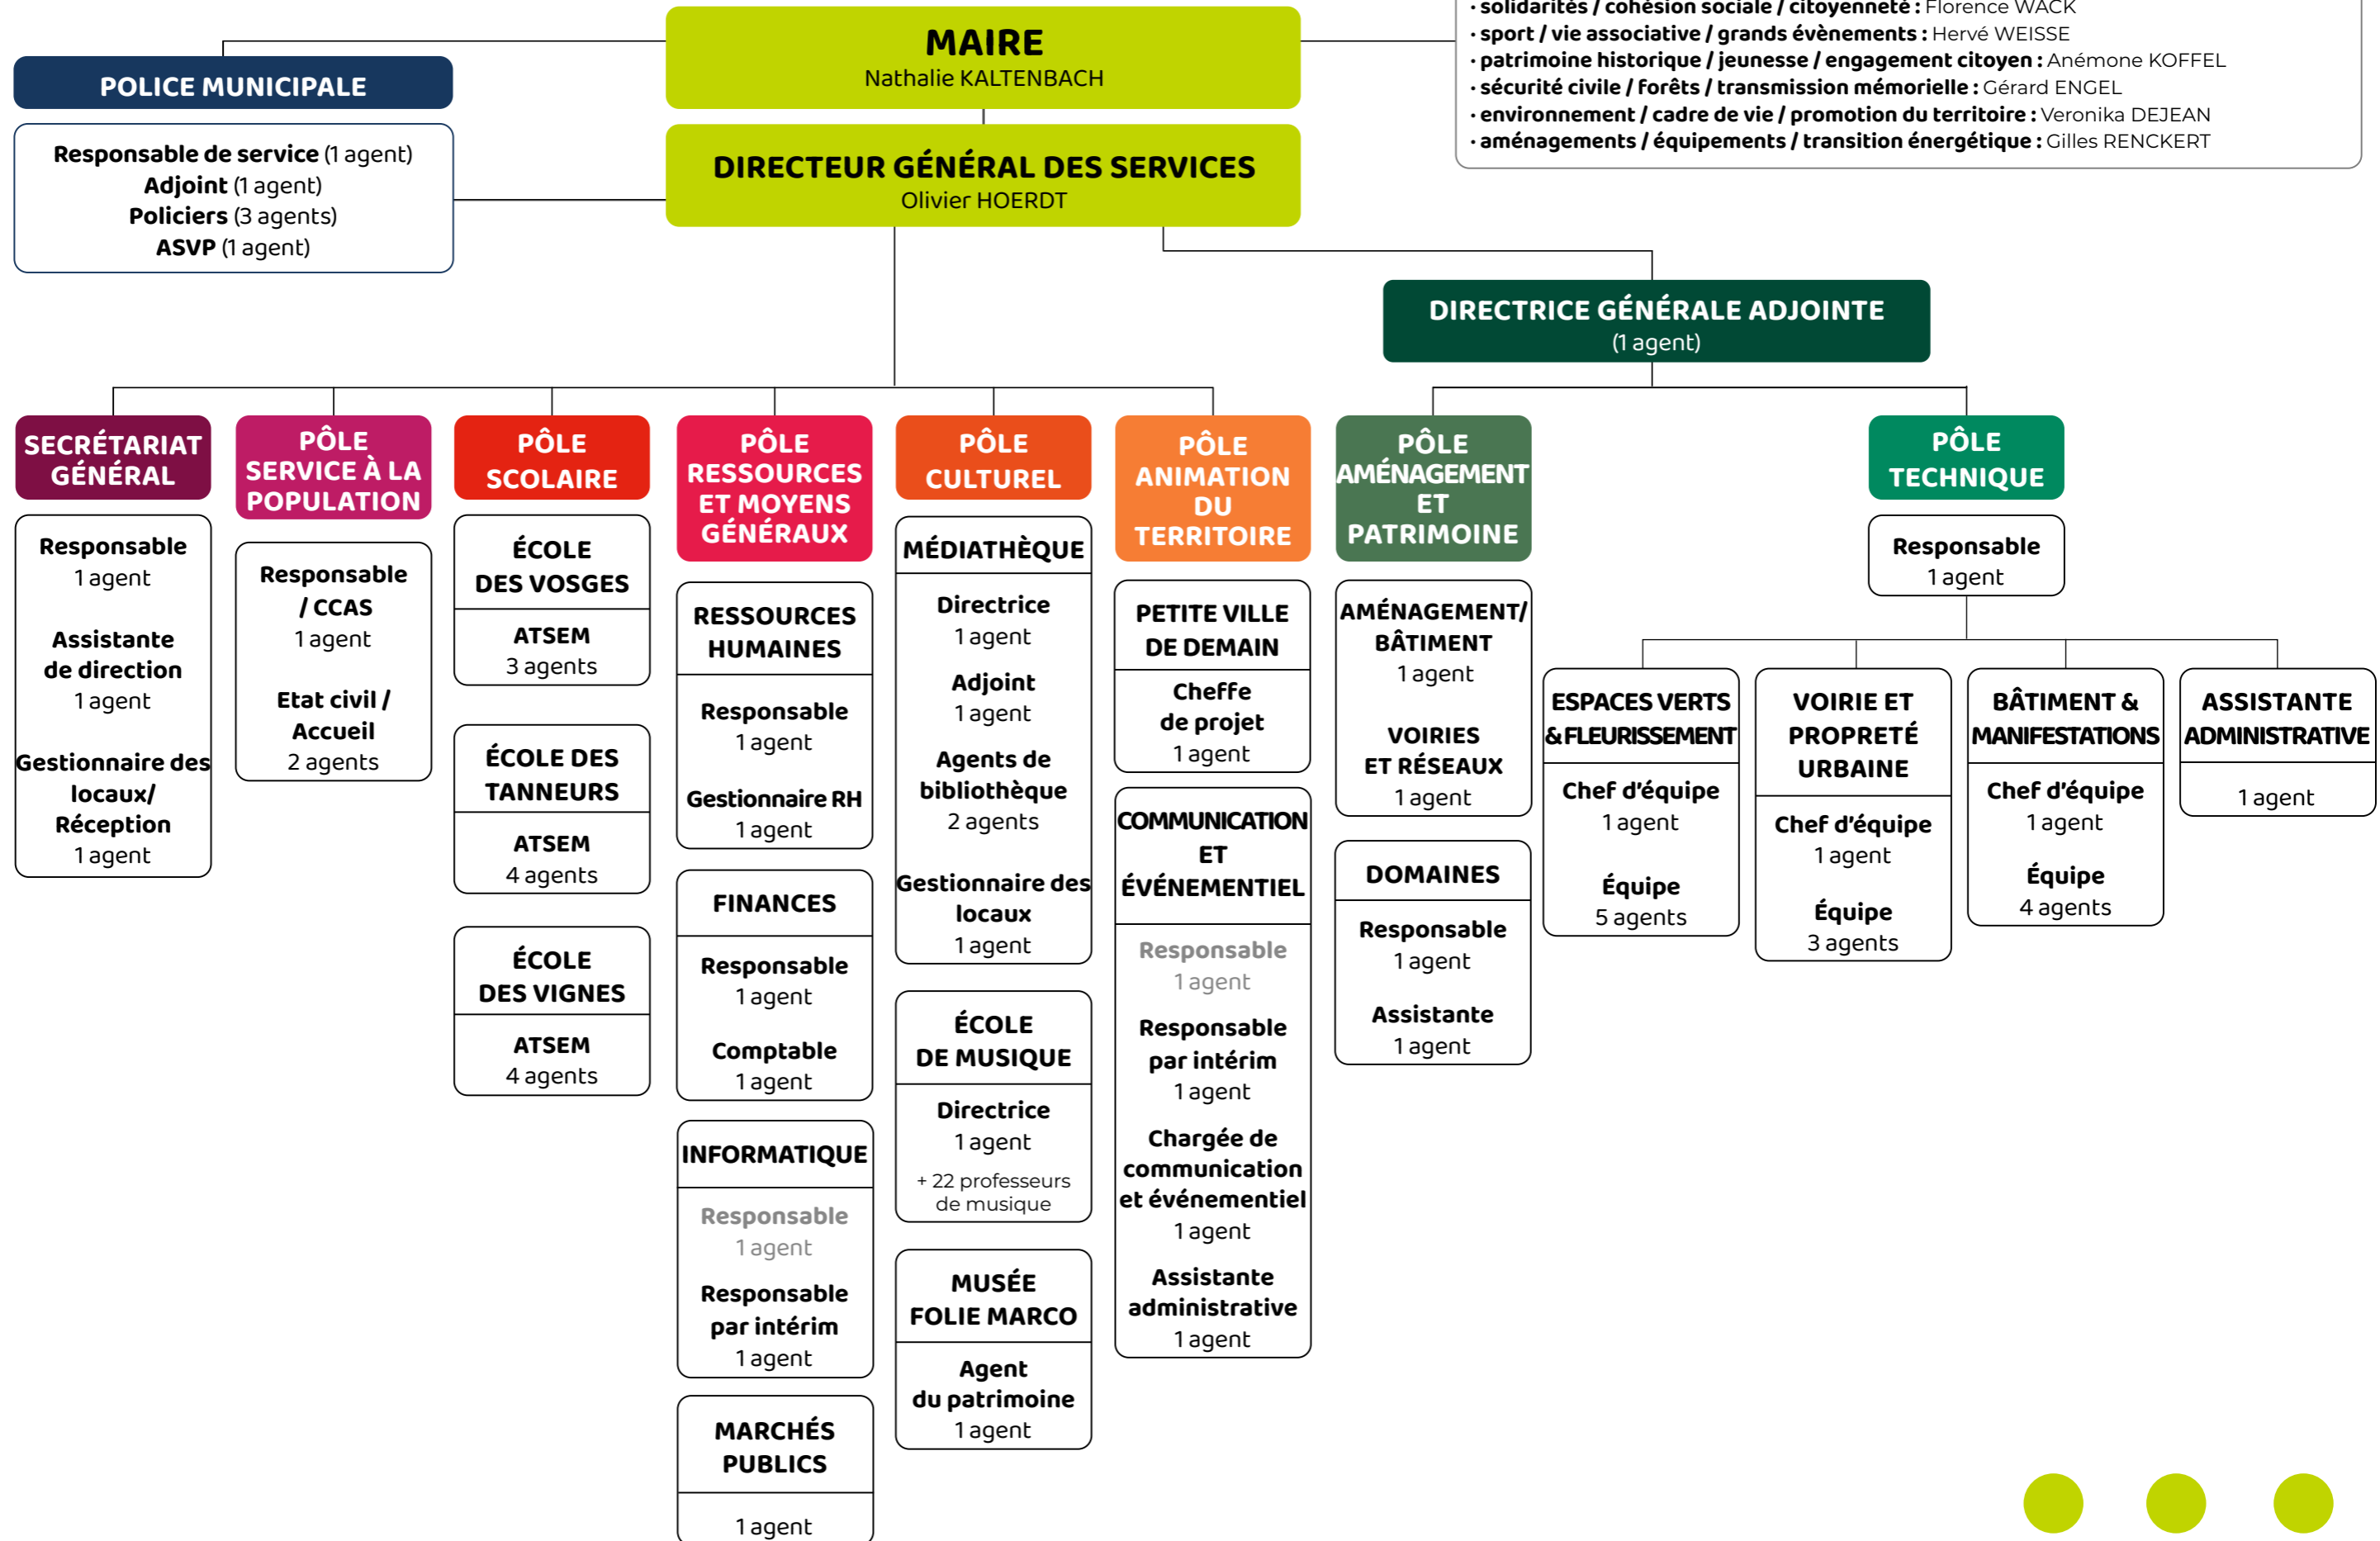 MAIRE
Nathalie KALTENBACH
· solidarités / cohésion sociale / citoyenneté : Florence WACK
· sport / vie associative / grands évènements : Hervé WEISSE
· patrimoine historique / jeunesse / engagement citoyen : Anémone KOFFEL
· sécurité civile / forêts / transmission mémorielle : Gérard ENGEL
· environnement / cadre de vie / promotion du territoire : Veronika DEJEAN
· aménagements / équipements / transition énergétique : Gilles RENCKERT
POLICE MUNICIPALE
Responsable de service (1 agent)
Adjoint (1 agent)
Policiers (3 agents)
ASVP (1 agent)
DIRECTEUR GÉNÉRAL DES SERVICES
Olivier HOERDT
DIRECTRICE GÉNÉRALE ADJOINTE
(1 agent)
SECRÉTARIAT
GÉNÉRAL
Responsable
1 agent
Assistante
de direction
1 agent
Gestionnaire des
locaux/
Réception
1 agent
PÔLE
SERVICE À LA
POPULATION
Responsable
/ CCAS
1 agent
Etat civil /
Accueil
2 agents
PÔLE
SCOLAIRE
ÉCOLE
DES VOSGES
ATSEM
3 agents
ÉCOLE DES
TANNEURS
ATSEM
4 agents
ÉCOLE
DES VIGNES
ATSEM
4 agents
PÔLE
RESSOURCES
ET MOYENS
GÉNÉRAUX
RESSOURCES
HUMAINES
Responsable
1 agent
Gestionnaire RH
1 agent
FINANCES
Responsable
1 agent
Comptable
1 agent
INFORMATIQUE
Responsable
1 agent
Responsable
par intérim
1 agent
MARCHÉS
PUBLICS
1 agent
PÔLE
CULTUREL
MÉDIATHÈQUE
Directrice
1 agent
Adjoint
1 agent
Agents de
bibliothèque
2 agents
Gestionnaire des
locaux
1 agent
ÉCOLE
DE MUSIQUE
Directrice
1 agent
+ 22 professeurs
de musique
MUSÉE
FOLIE MARCO
Agent
du patrimoine
1 agent
PÔLE
ANIMATION
DU
TERRITOIRE
PETITE VILLE
DE DEMAIN
Cheffe
de projet
1 agent
COMMUNICATION
ET
ÉVÉNEMENTIEL
Responsable
1 agent
Responsable
par intérim
1 agent
Chargée de
communication
et événementiel
1 agent
Assistante
administrative
1 agent
PÔLE
AMÉNAGEMENT
ET
PATRIMOINE
AMÉNAGEMENT/
BÂTIMENT
1 agent
VOIRIES
ET RÉSEAUX
1 agent
DOMAINES
Responsable
1 agent
Assistante
1 agent
PÔLE
TECHNIQUE
Responsable
1 agent
ESPACES VERTS
& FLEURISSEMENT
Chef d'équipe
1 agent
Équipe
5 agents
VOIRIE ET
PROPRETÉ
URBAINE
Chef d'équipe
1 agent
Équipe
3 agents
BÂTIMENT &
MANIFESTATIONS
Chef d'équipe
1 agent
Équipe
4 agents
ASSISTANTE
ADMINISTRATIVE
1 agent